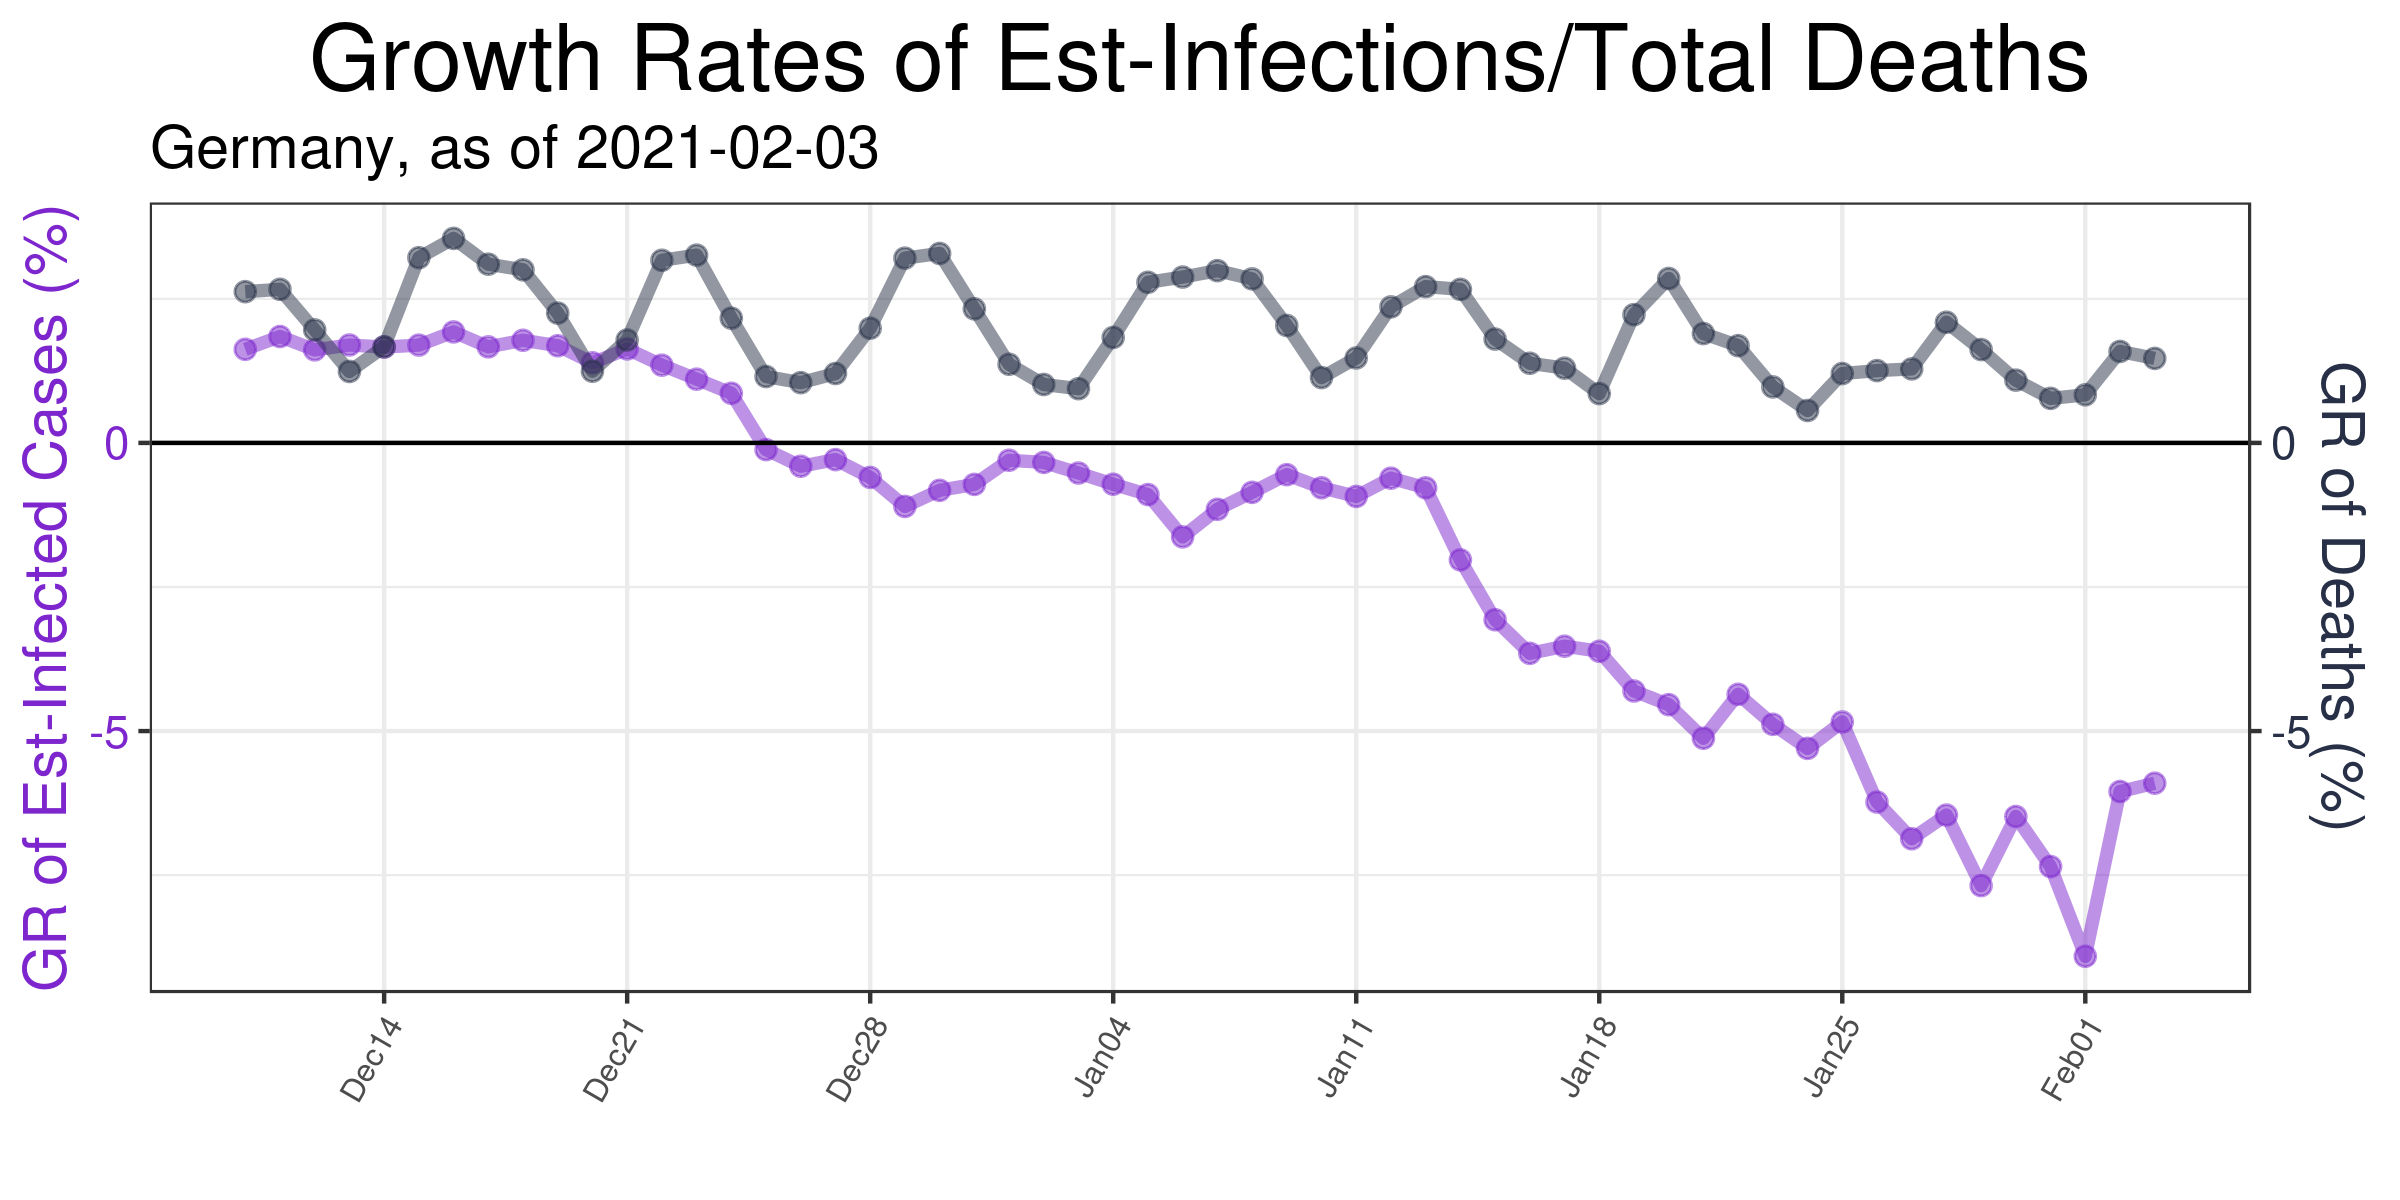 Growth Rates of Est-Infections/Total Deaths
Germany, as of 2021-02-03
GR of Est-Infected Cases (%)
0
-5
0
-5
GR of Deaths (%)
Dec14
Dec21
Dec28
Jan04
Jan11
Jan18
Jan25
Feb01